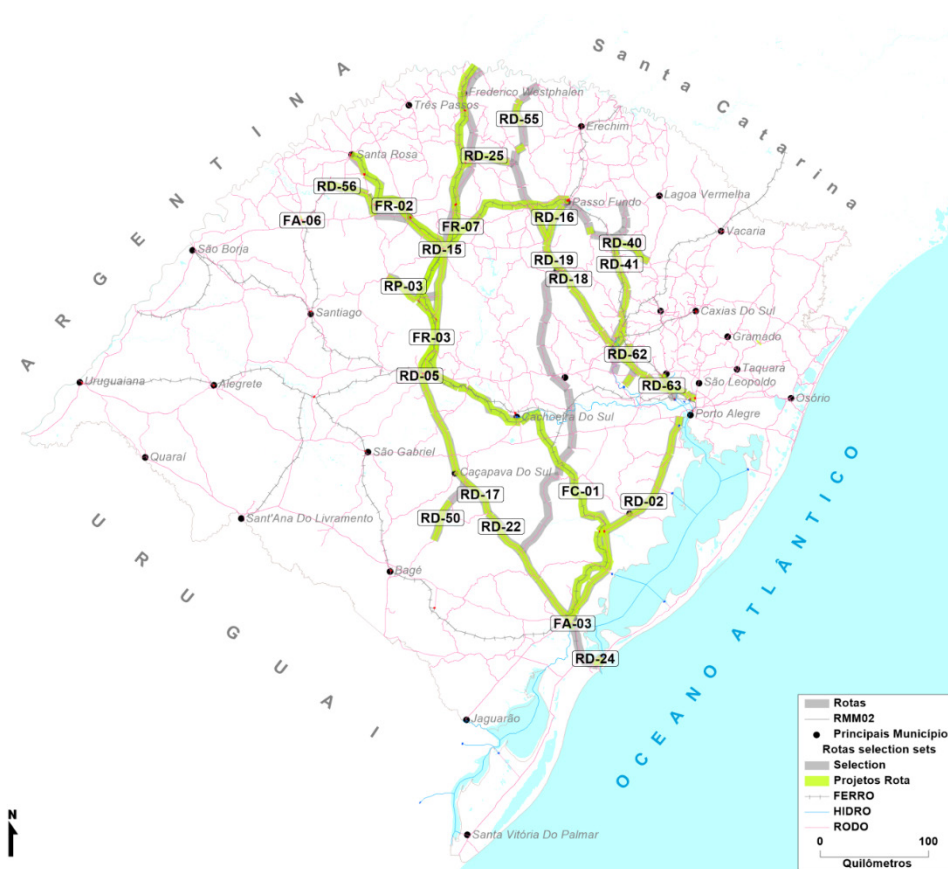 Santa Catarina
ARGENTINA
Frederico Westphalen
Três Passos
RD-55
Erechim
RD-25
Santa Rosa
RD-56
FR-02
Lagoa Vermelha
Passo Fundo
RD-16
FA-06
FR-07
Vacaria
RD-15
RD-40
São Borja
RD-19
RD-41
RD-18
RP-03
Santiago
Caxias Do Sul
FR-03
Gramado
RD-62
Taquara
RD-05
Uruguaiana
Alegrete
RD-63
São Leopoldo
Osório
Cachoeira Do Sul
Porto Alegre
São Gabriel
Quaraí
Caçapava Do Sul
RD-17
FC-01
RD-02
Sant'Ana Do Livramento
RD-50
RD-22
Bagé
URUGUAI
OCEANO ATLÂNTICO
FA-03
RD-24
Jaguarão
Santa Vitória Do Palmar
N
Rotas
RMM02
Principais Município
Rotas selection sets
Selection
Projetos Rota
FERRO
HIDRO
RODO
0 100
Quilômetros